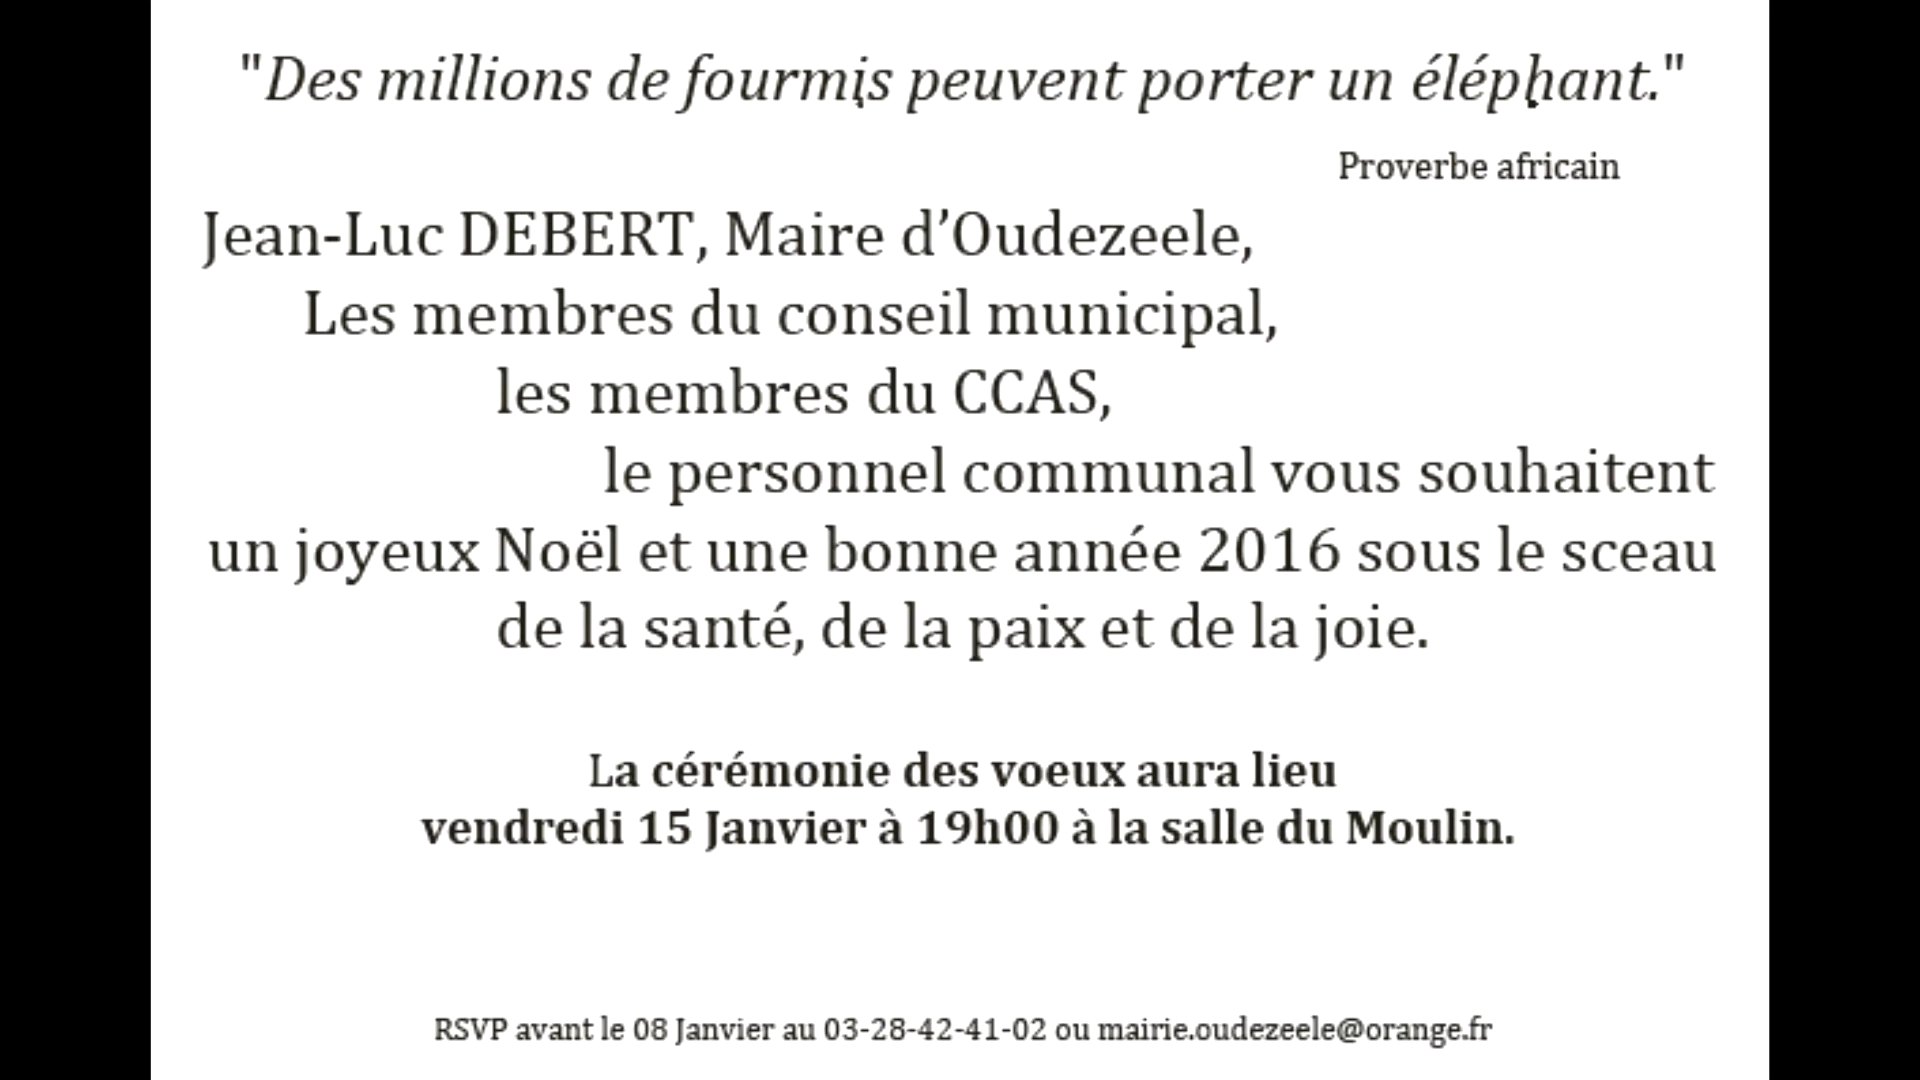 "Des millions de fourmis peuvent porter un éléphant."
Proverbe africain
Jean-Luc DEBERT, Maire d’Oudezeele,
Les membres du conseil municipal,
les membres du CCAS,
le personnel communal vous souhaitent
un joyeux Noël et une bonne année 2016 sous le sceau
de la santé, de la paix et de la joie.
La cérémonie des voeux aura lieu
vendredi 15 Janvier à 19h00 à la salle du Moulin.
RSVP avant le 08 Janvier au 03-28-42-41-02 ou mairie.oudezeele@orange.fr